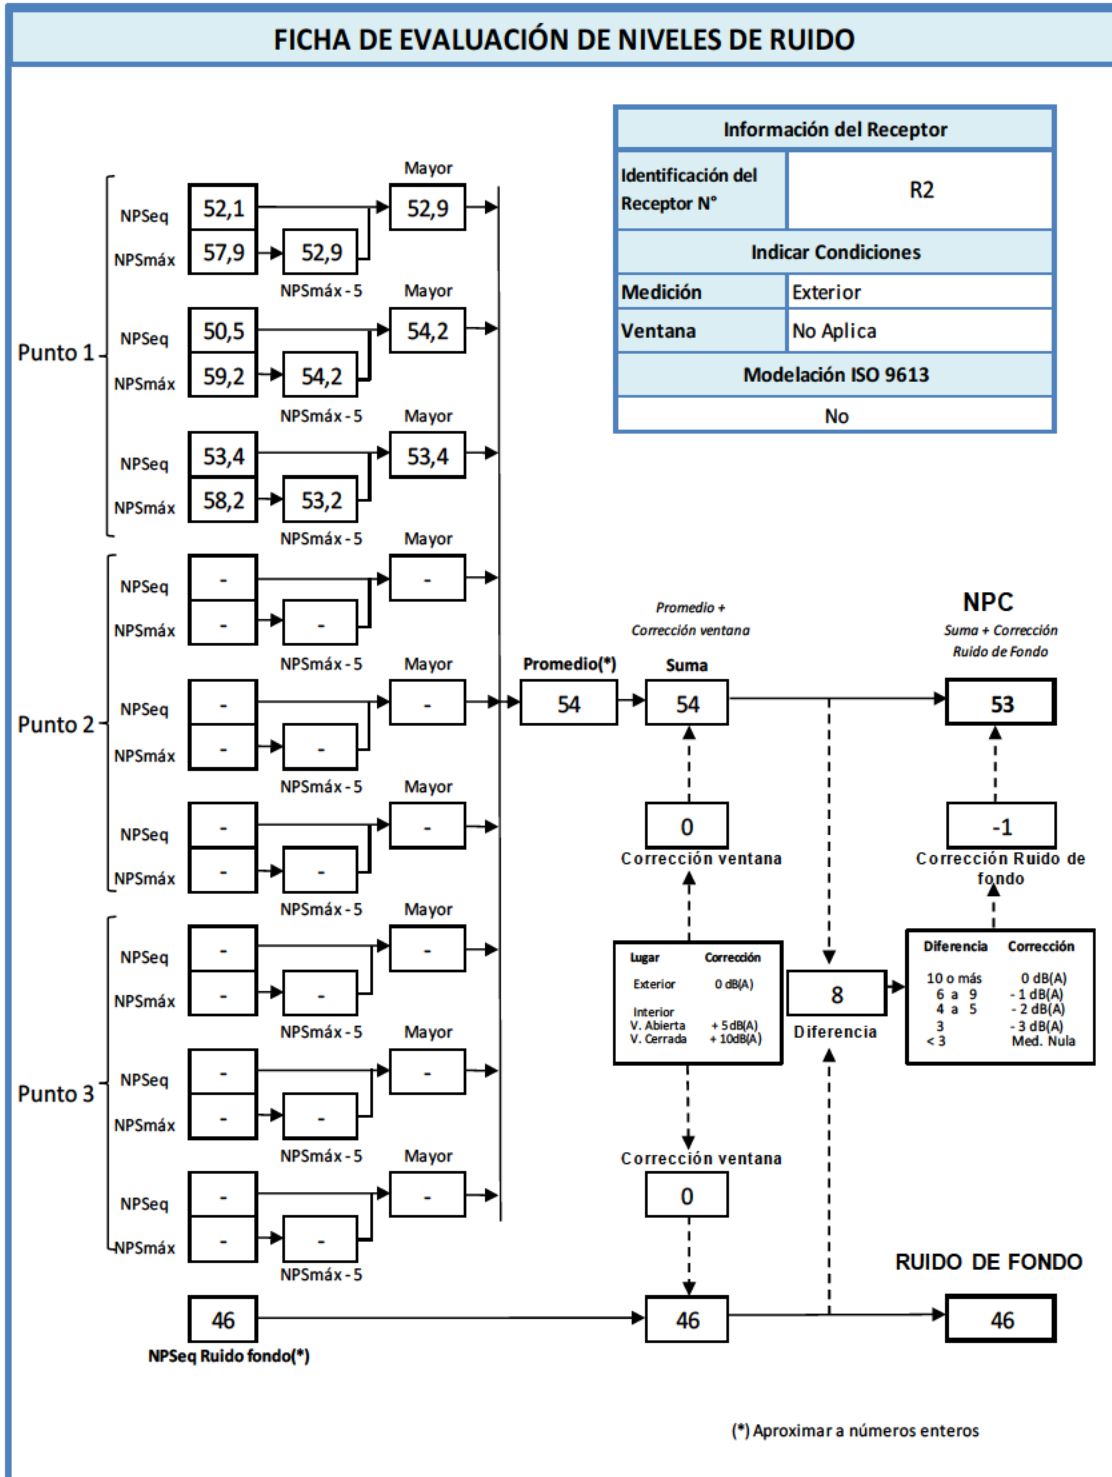 FICHA DE EVALUACIÓN DE NIVELES DE RUIDO
Información del Receptor
Identificación del Receptor N°
R2
Indicar Condiciones
Medición
Exterior
Ventana
No Aplica
Modelación ISO 9613
No
Punto 1
Mayor
NPSeq
52,1
52,9
NPSmáx
57,9
52,9
NPSmáx - 5
Mayor
NPSeq
50,5
54,2
NPSmáx
59,2
54,2
NPSmáx - 5
Mayor
NPSeq
53,4
53,4
NPSmáx
58,2
53,2
NPSmáx - 5
Punto 2
Mayor
NPSeq
-
-
NPSmáx
-
-
NPSmáx - 5
Mayor
NPSeq
-
-
NPSmáx
-
-
NPSmáx - 5
Mayor
NPSeq
-
-
NPSmáx
-
-
NPSmáx - 5
Punto 3
Mayor
NPSeq
-
-
NPSmáx
-
-
NPSmáx - 5
Mayor
NPSeq
-
-
NPSmáx
-
-
NPSmáx - 5
Mayor
NPSeq
-
-
NPSmáx
-
-
NPSmáx - 5
Promedio(*)
54
Promedio +
Corrección ventana
Suma
54
NPC
Suma + Corrección
Ruido de Fondo
53
0
Corrección ventana
-1
Corrección Ruido de
fondo
Lugar Corrección
Exterior 0 dB(A)
Interior
V. Abierta + 5 dB(A)
V. Cerrada + 10dB(A)
8
Diferencia
Diferencia Corrección
10 o más 0 dB(A)
6 a 9 - 1 dB(A)
4 a 5 - 2 dB(A)
3 - 3 dB(A)
< 3 Med. Nula
Corrección ventana
0
46
NPSeq Ruido fondo(*)
46
RUIDO DE FONDO
46
(*) Aproximar a números enteros